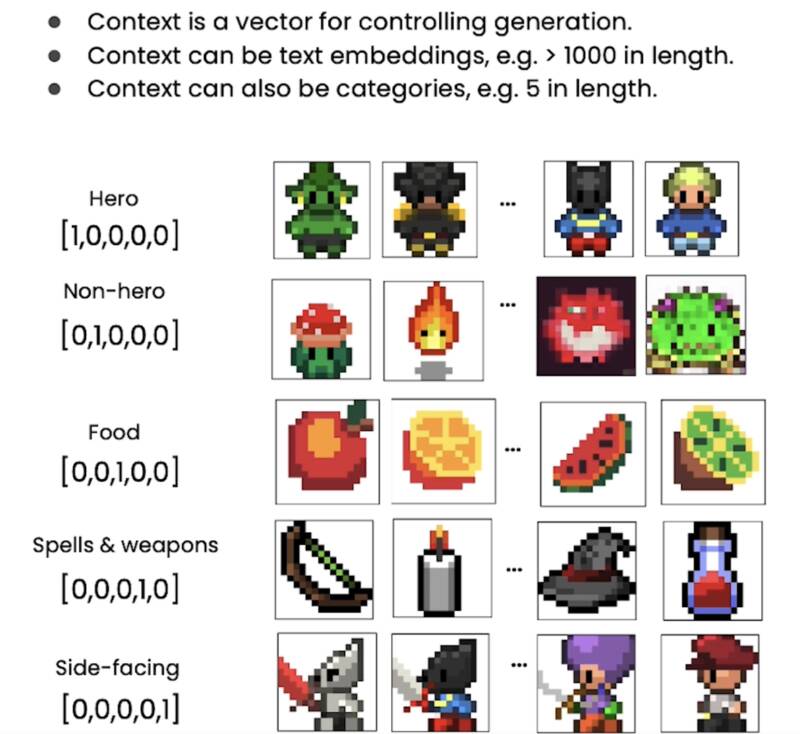 ● Context is a vector for controlling generation.
● Context can be text embeddings, e.g. > 1000 in length.
● Context can also be categories, e.g. 5 in length.
Hero
[1,0,0,0,0]
...
Non-hero
[0,1,0,0,0]
...
Food
[0,0,1,0,0]
...
Spells & weapons
[0,0,0,1,0]
...
Side-facing
[0,0,0,0,1]
...